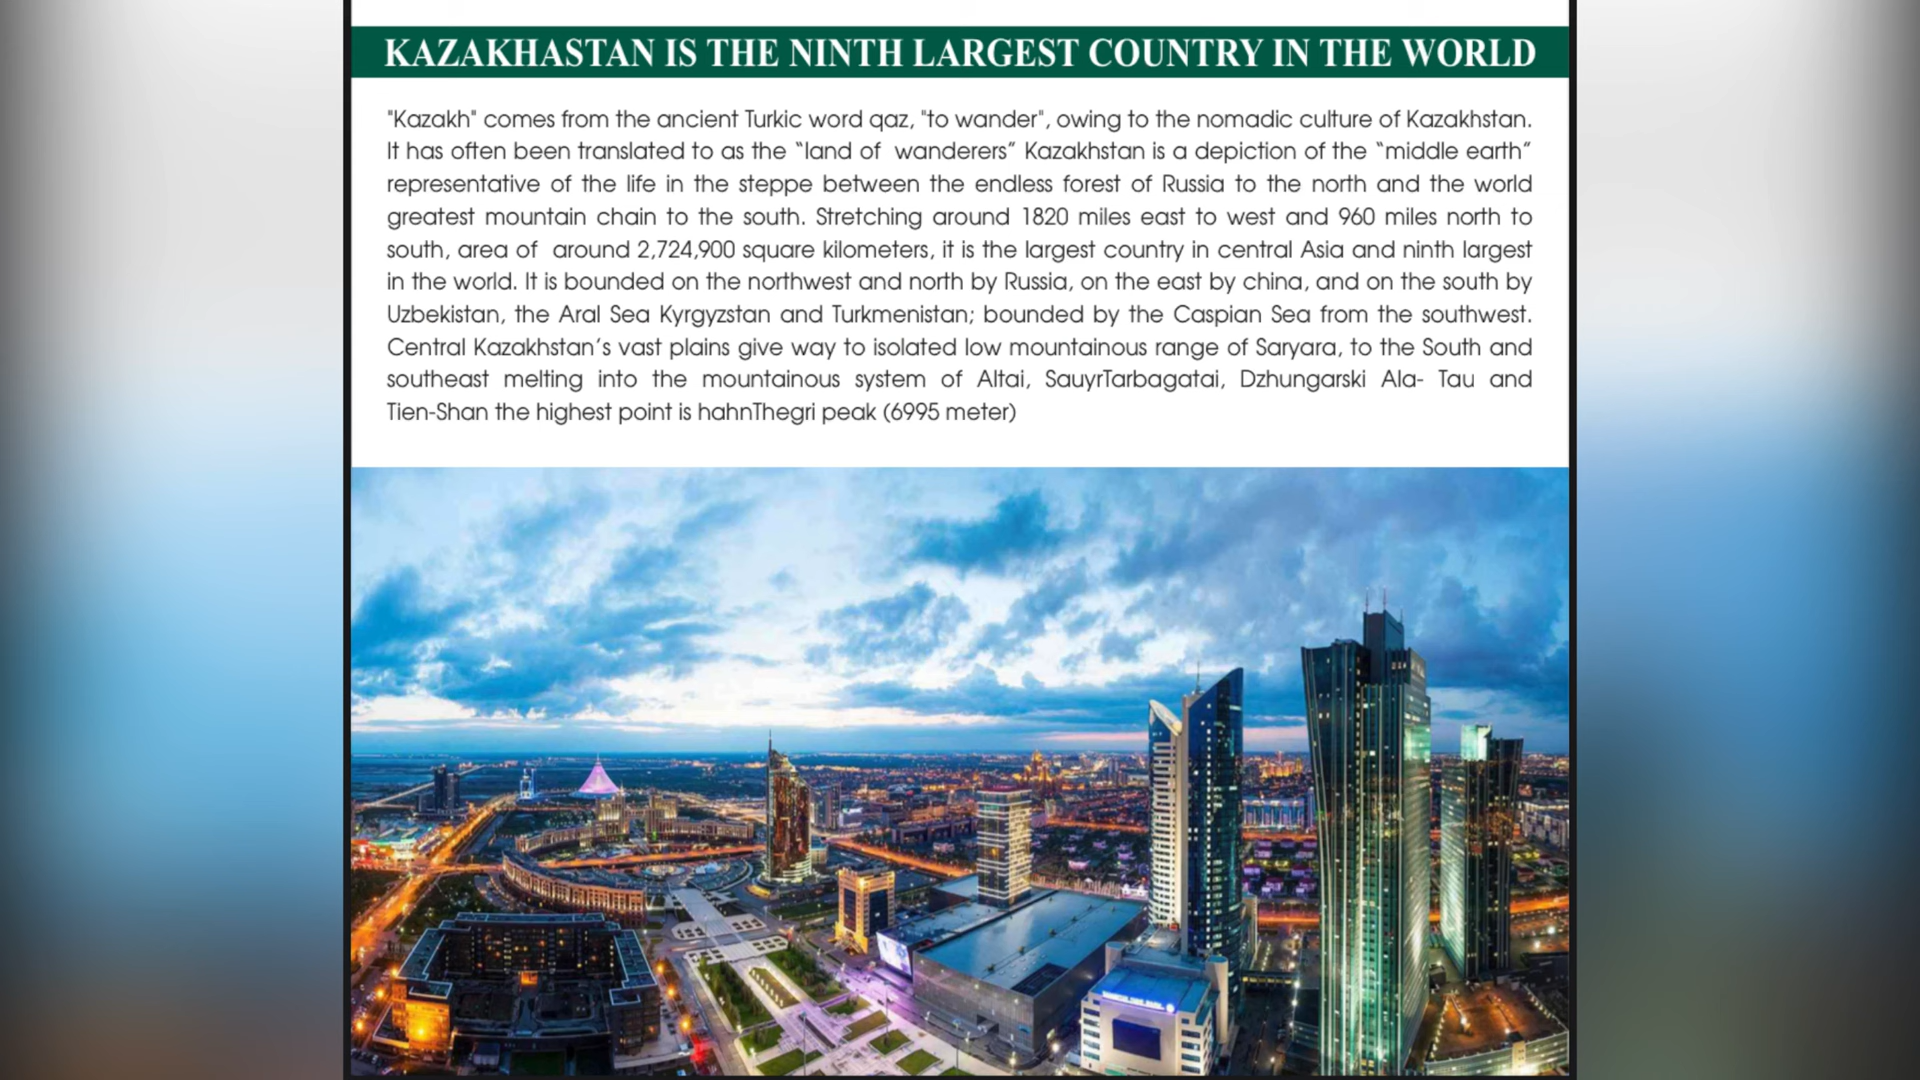 KAZAKHASTAN IS THE NINTH LARGEST COUNTRY IN THE WORLD
"Kazakh" comes from the ancient Turkic word qaz, "to wander", owing to the nomadic culture of Kazakhstan.
It has often been translated to as the “land of wanderers” Kazakhstan is a depiction of the “middle earth”
representative of the life in the steppe between the endless forest of Russia to the north and the world
greatest mountain chain to the south. Stretching around 1820 miles east to west and 960 miles north to
south, area of around 2,724,900 square kilometers, it is the largest country in central Asia and ninth largest
in the world. It is bounded on the northwest and north by Russia, on the east by china, and on the south by
Uzbekistan, the Aral Sea Kyrgyzstan and Turkmenistan; bounded by the Caspian Sea from the southwest.
Central Kazakhstan’s vast plains give way to isolated low mountainous range of Saryara, to the South and
southeast melting into the mountainous system of Altai, SauyrTarbagatai, Dzhungarski Ala- Tau and
Tien-Shan the highest point is hahnThegri peak (6995 meter)